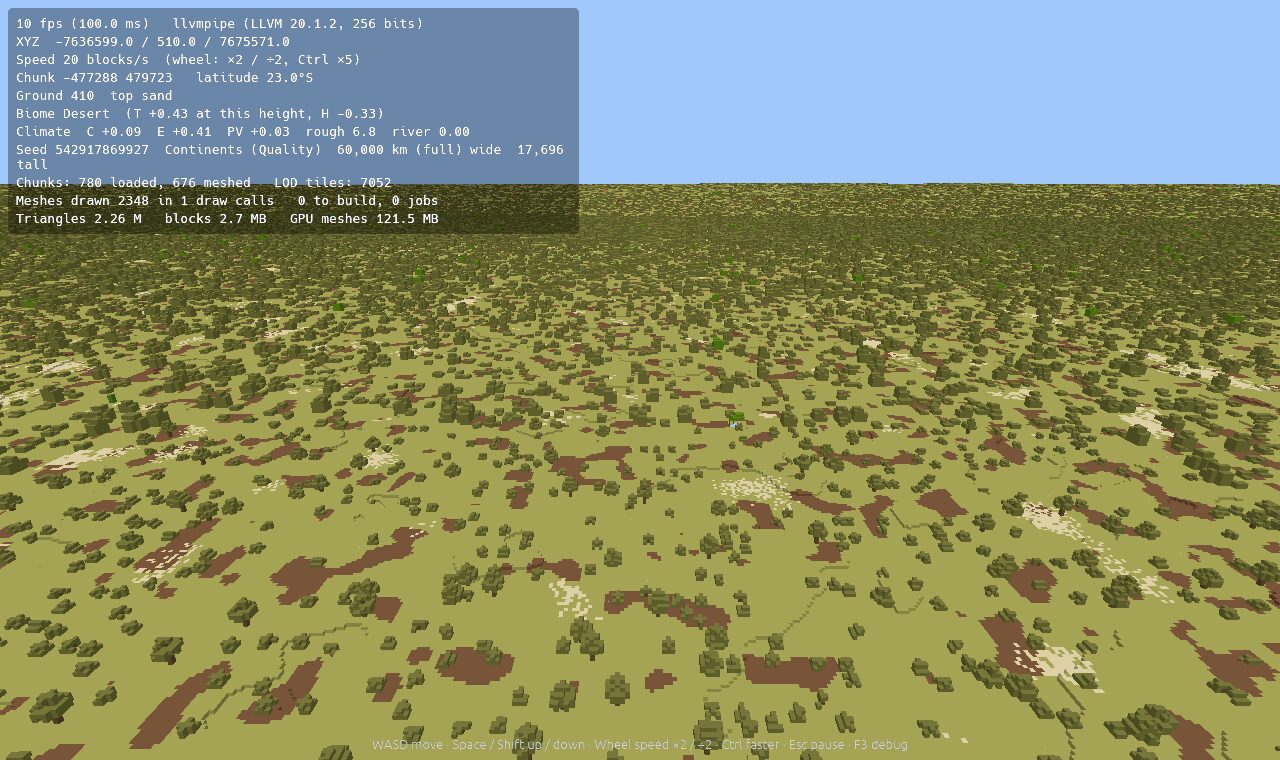 10 fps (100.0 ms)   llvmpipe (LLVM 20.1.2, 256 bits)
XYZ  −7636599.0 / 510.0 / 7675571.0
Speed 20 blocks/s  (wheel: ×2 / ÷2, Ctrl ×5)
Chunk −477288 479723   latitude 23.0°S
Ground 410  top sand
Biome Desert  (T +0.43 at this height, H −0.33)
Climate  C +0.09  E +0.41  PV +0.03  rough 6.8  river 0.00
Seed 542917869927  Continents (Quality)  60,000 km (full) wide  17,696
tall
Chunks: 780 loaded, 676 meshed   LOD tiles: 7052
Meshes drawn 2348 in 1 draw calls   0 to build, 0 jobs
Triangles 2.26 M   blocks 2.7 MB   GPU meshes 121.5 MB
WASD move · Space / Shift up / down · Wheel speed ×2 / ÷2 · Ctrl faster · Esc pause · F3 debug